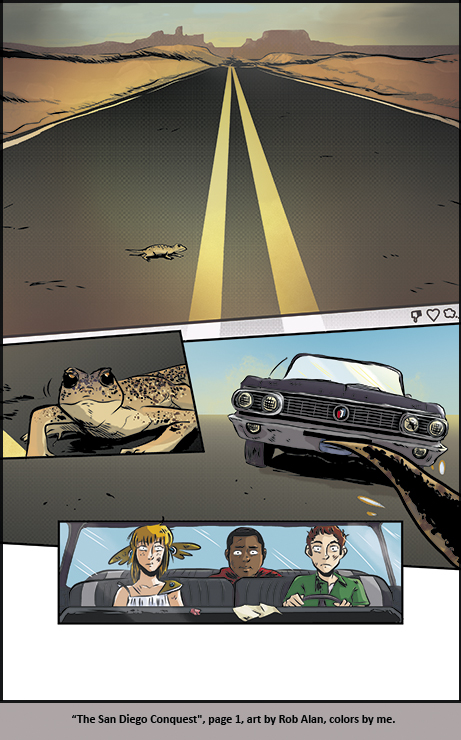 “The San Diego Conquest", page 1, art by Rob Alan, colors by me.